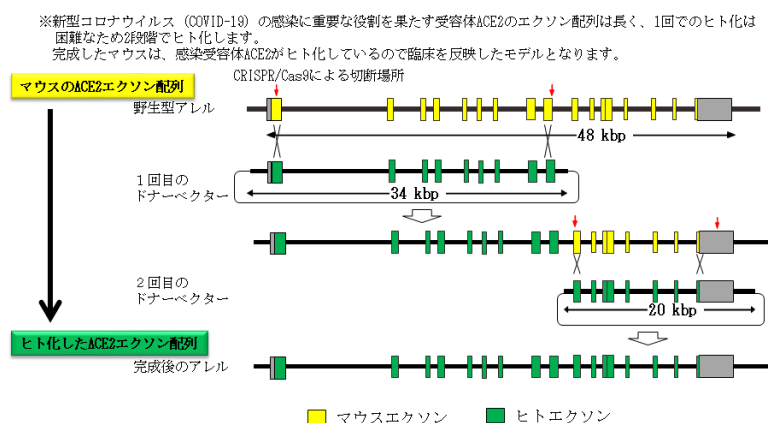 ※新型コロナウイルス（COVID-19）の感染に重要な役割を果たす受容体ACE2のエクソン配列は長く、1回でのヒト化は
困難なため2段階でヒト化します。
完成したマウスは、感染受容体ACE2がヒト化しているので臨床を反映したモデルとなります。
CRISPR/Cas9による切断場所
マウスのACE2エクソン配列
野生型アレル
48 kbp
１回目の
ドナーベクター
34 kbp
２回目の
ドナーベクター
20 kbp
ヒト化したACE2エクソン配列
完成後のアレル
マウスエクソン
ヒトエクソン